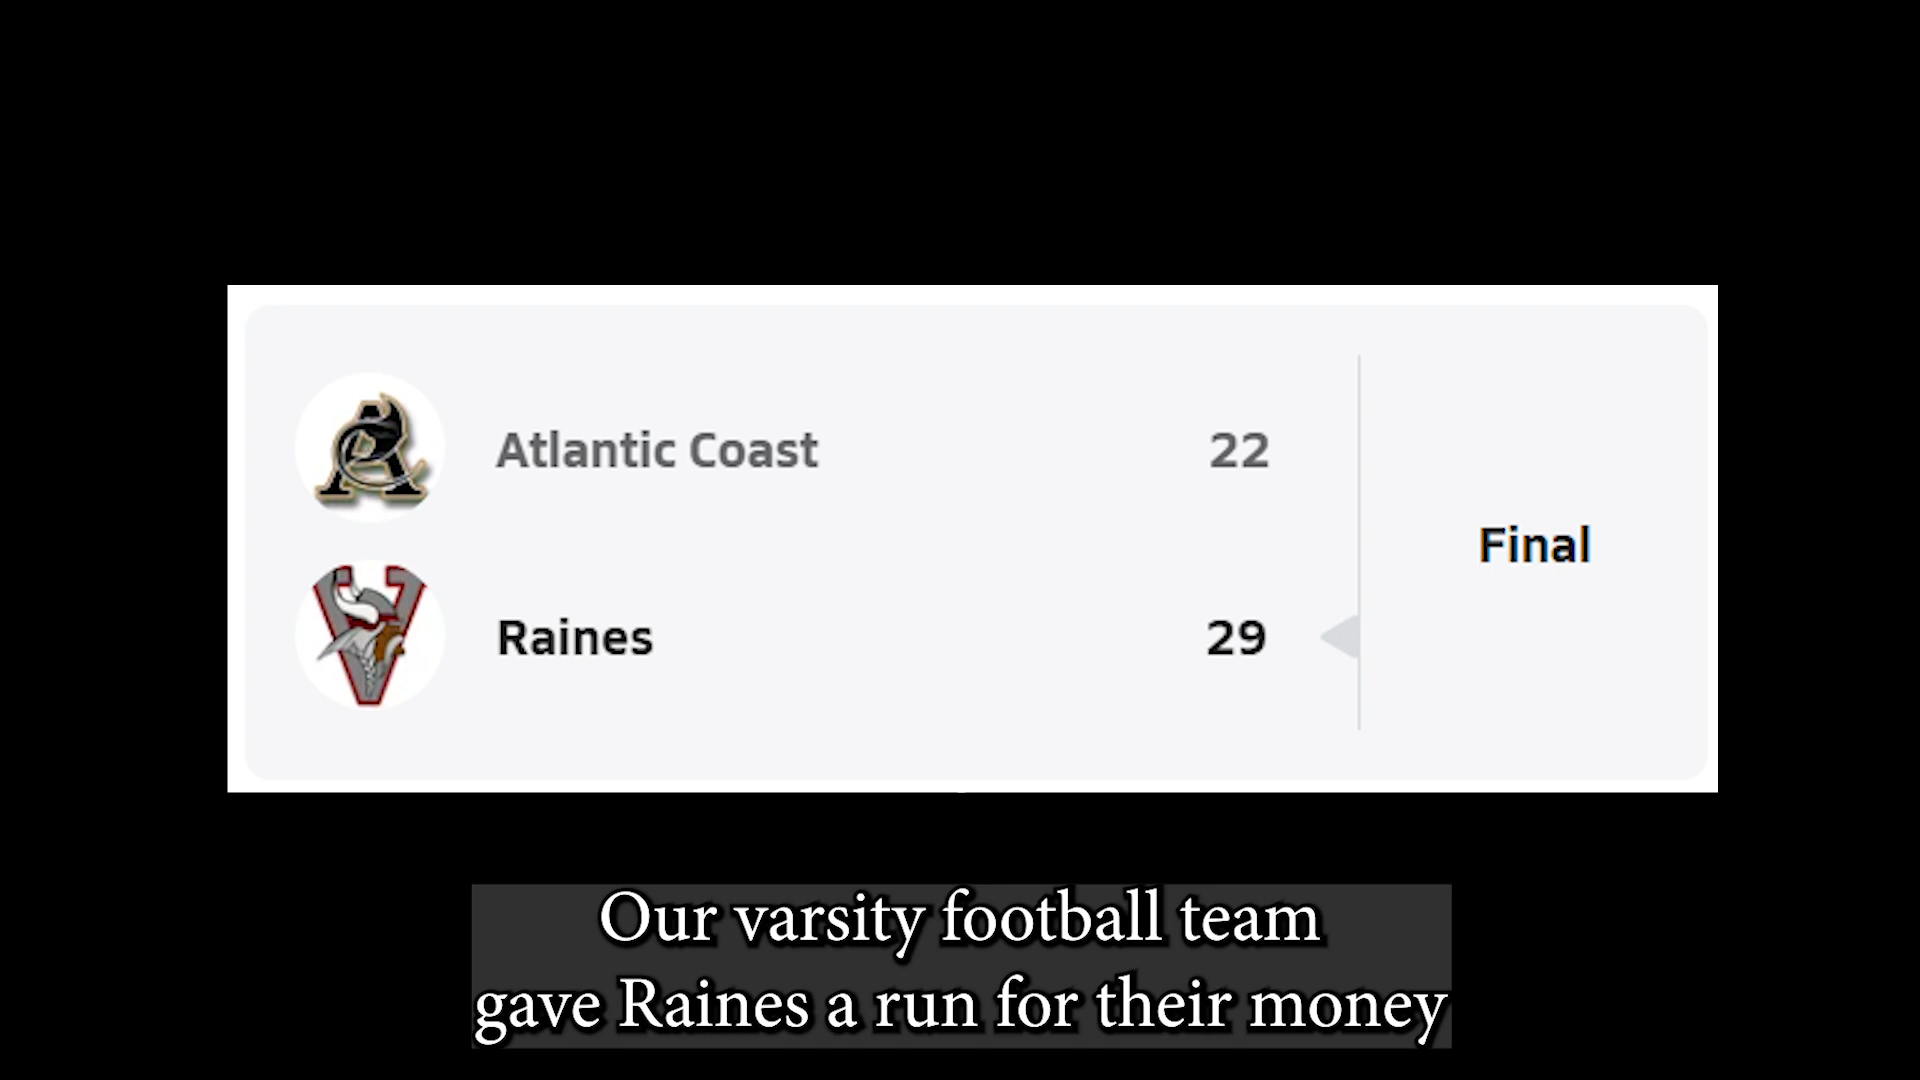 Atlantic Coast 22
Final
Raines 29
Our varsity football team
gave Raines a run for their money